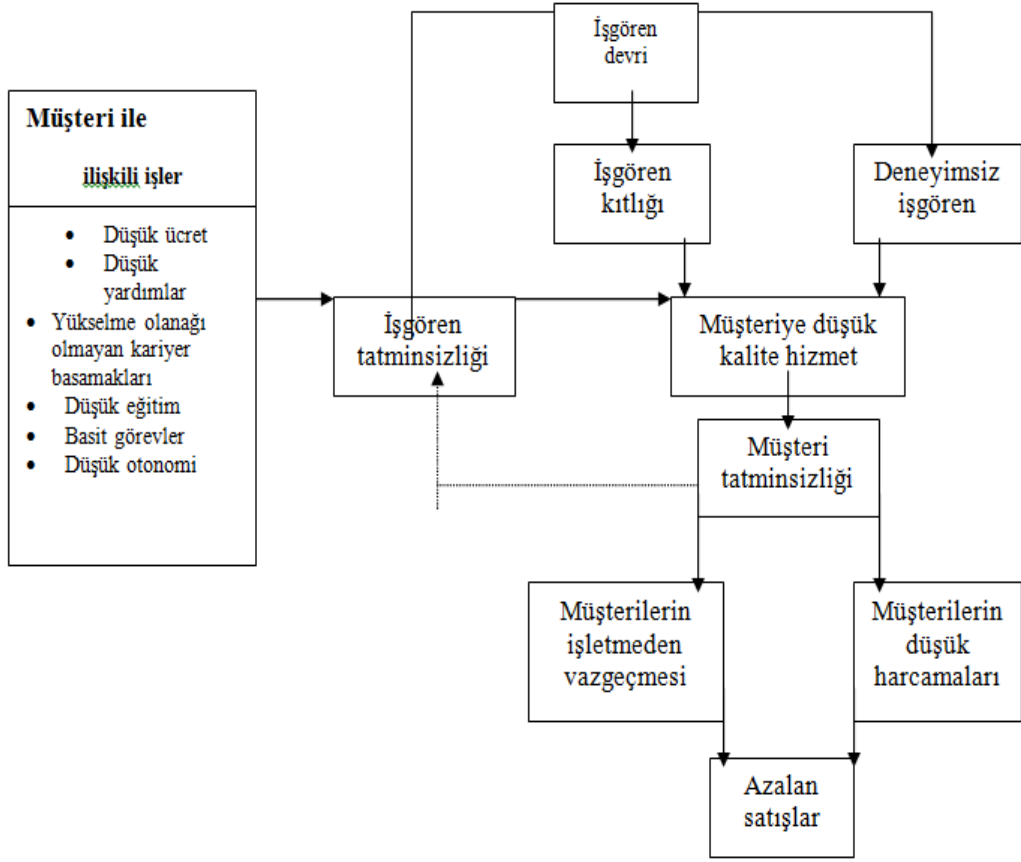 İşgören
devri
Müşteri ile
ilişkili işler
• Düşük ücret
• Düşük
yardımlar
• Yükselme olanağı
olmayan kariyer
basamakları
• Düşük eğitim
• Basit görevler
• Düşük otonomi
İşgören
kıtlığı
Deneyimsiz
işgören
İşgören
tatminsizliği
Müşteriye düşük
kalite hizmet
Müşteri
tatminsizliği
Müşterilerin
işletmeden
vazgeçmesi
Müşterilerin
düşük
harcamaları
Azalan
satışlar